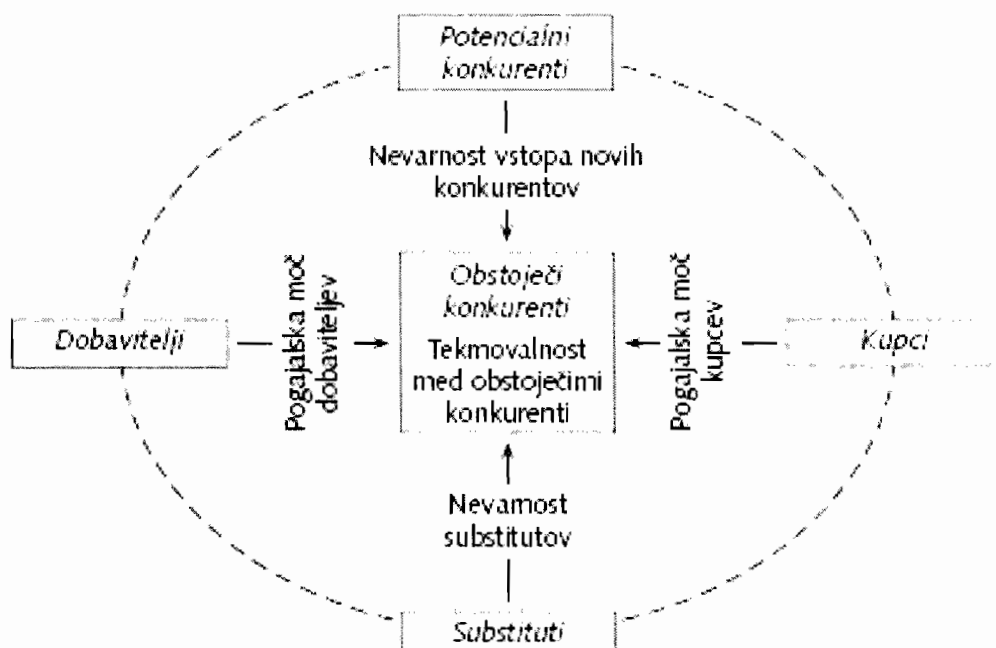 Potencialni
konkurenti
Nevarnost vstopa novih
konkurentov
Dobavitelji
Pogajalska moč
dobaviteljev
Obstoječi
konkurenti
Tekmovalnost
med obstoječimi
konkurenti
Pogajalska moč
kupcev
Kupci
Nevarnost
substitutov
Substituti